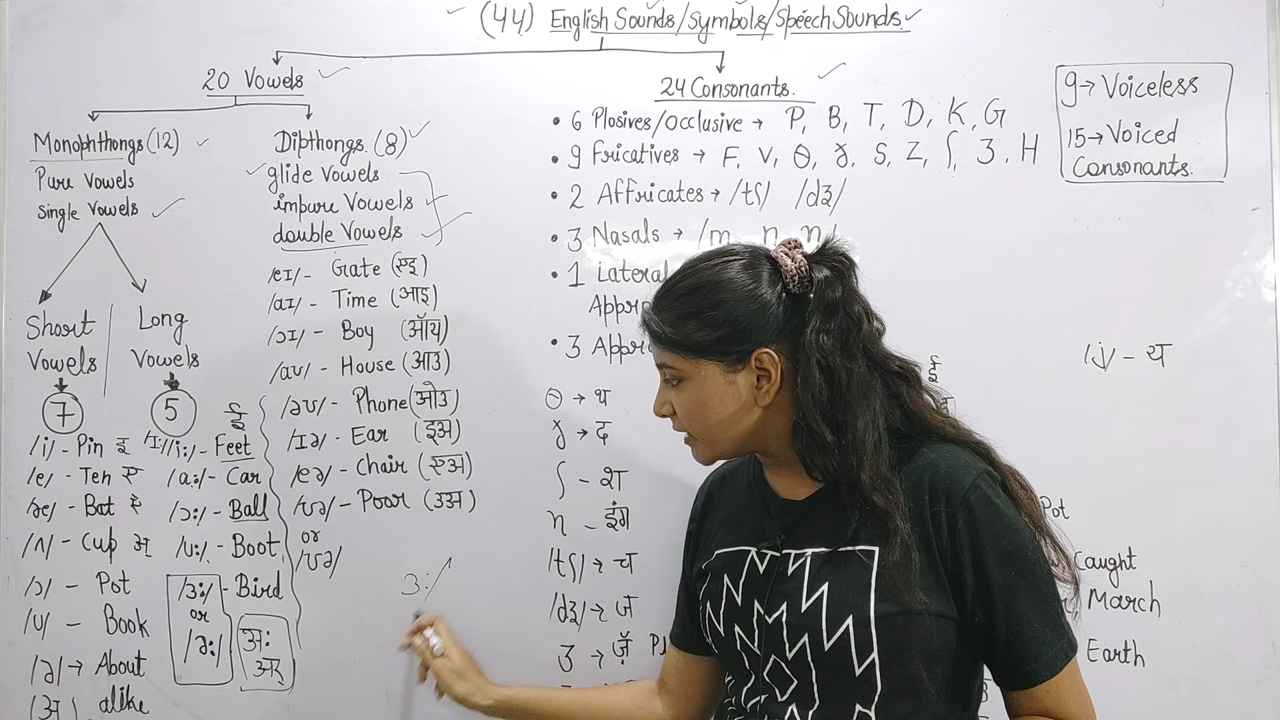 (44) English Sounds/Symbols/Speech Sounds
20 Vowels
Monophthongs (12)
Pure Vowels
Single Vowels
Short Vowels
7
/i/ - Pin इ
/e/ - Ten ए
/æ/ - Bat ऐ
/ʌ/ - Cup अ
/ɔ/ - Pot
/ʊ/ - Book
/ə/ → About
(अ) alike
Long Vowels
5
ई
/I:/ /i:/ - Feet
/a:/ - Car
/ɔ:/ - Ball
/u:/ - Boot
/ɜ:/ - Bird
or
/ə:/
अः
अर्
Dipthongs (8)
glide Vowels
impure Vowels
double Vowels
/eɪ/ - Gate (एइ)
/aɪ/ - Time (आइ)
/ɔɪ/ - Boy (ऑय)
/aʊ/ - House (आउ)
/əʊ/ - Phone (ओउ)
/ɪə/ - Ear (इअ)
/eə/ - Chair (एअ)
/ʊə/ - Poor (उअ)
or
/ʊə/
3:/
24 Consonants.
• 6 Plosives/Occlusive → P, B, T, D, K, G
• 9 Fricatives → F, V, θ, ɣ, S, Z, ʃ, ʒ, H
• 2 Affricates → /tʃ/ /dʒ/
• 3 Nasals → /m n
• 1 Lateral
• 3
θ → थ
ɣ → द
ʃ - श
η - इंग
/tʃ/ → च
/dʒ/ → ज
ʒ → ज़ॅ
9 → Voiceless
15 → Voiced
Consonants.
/j/ - य
ई
Pot
Caught
March
Earth